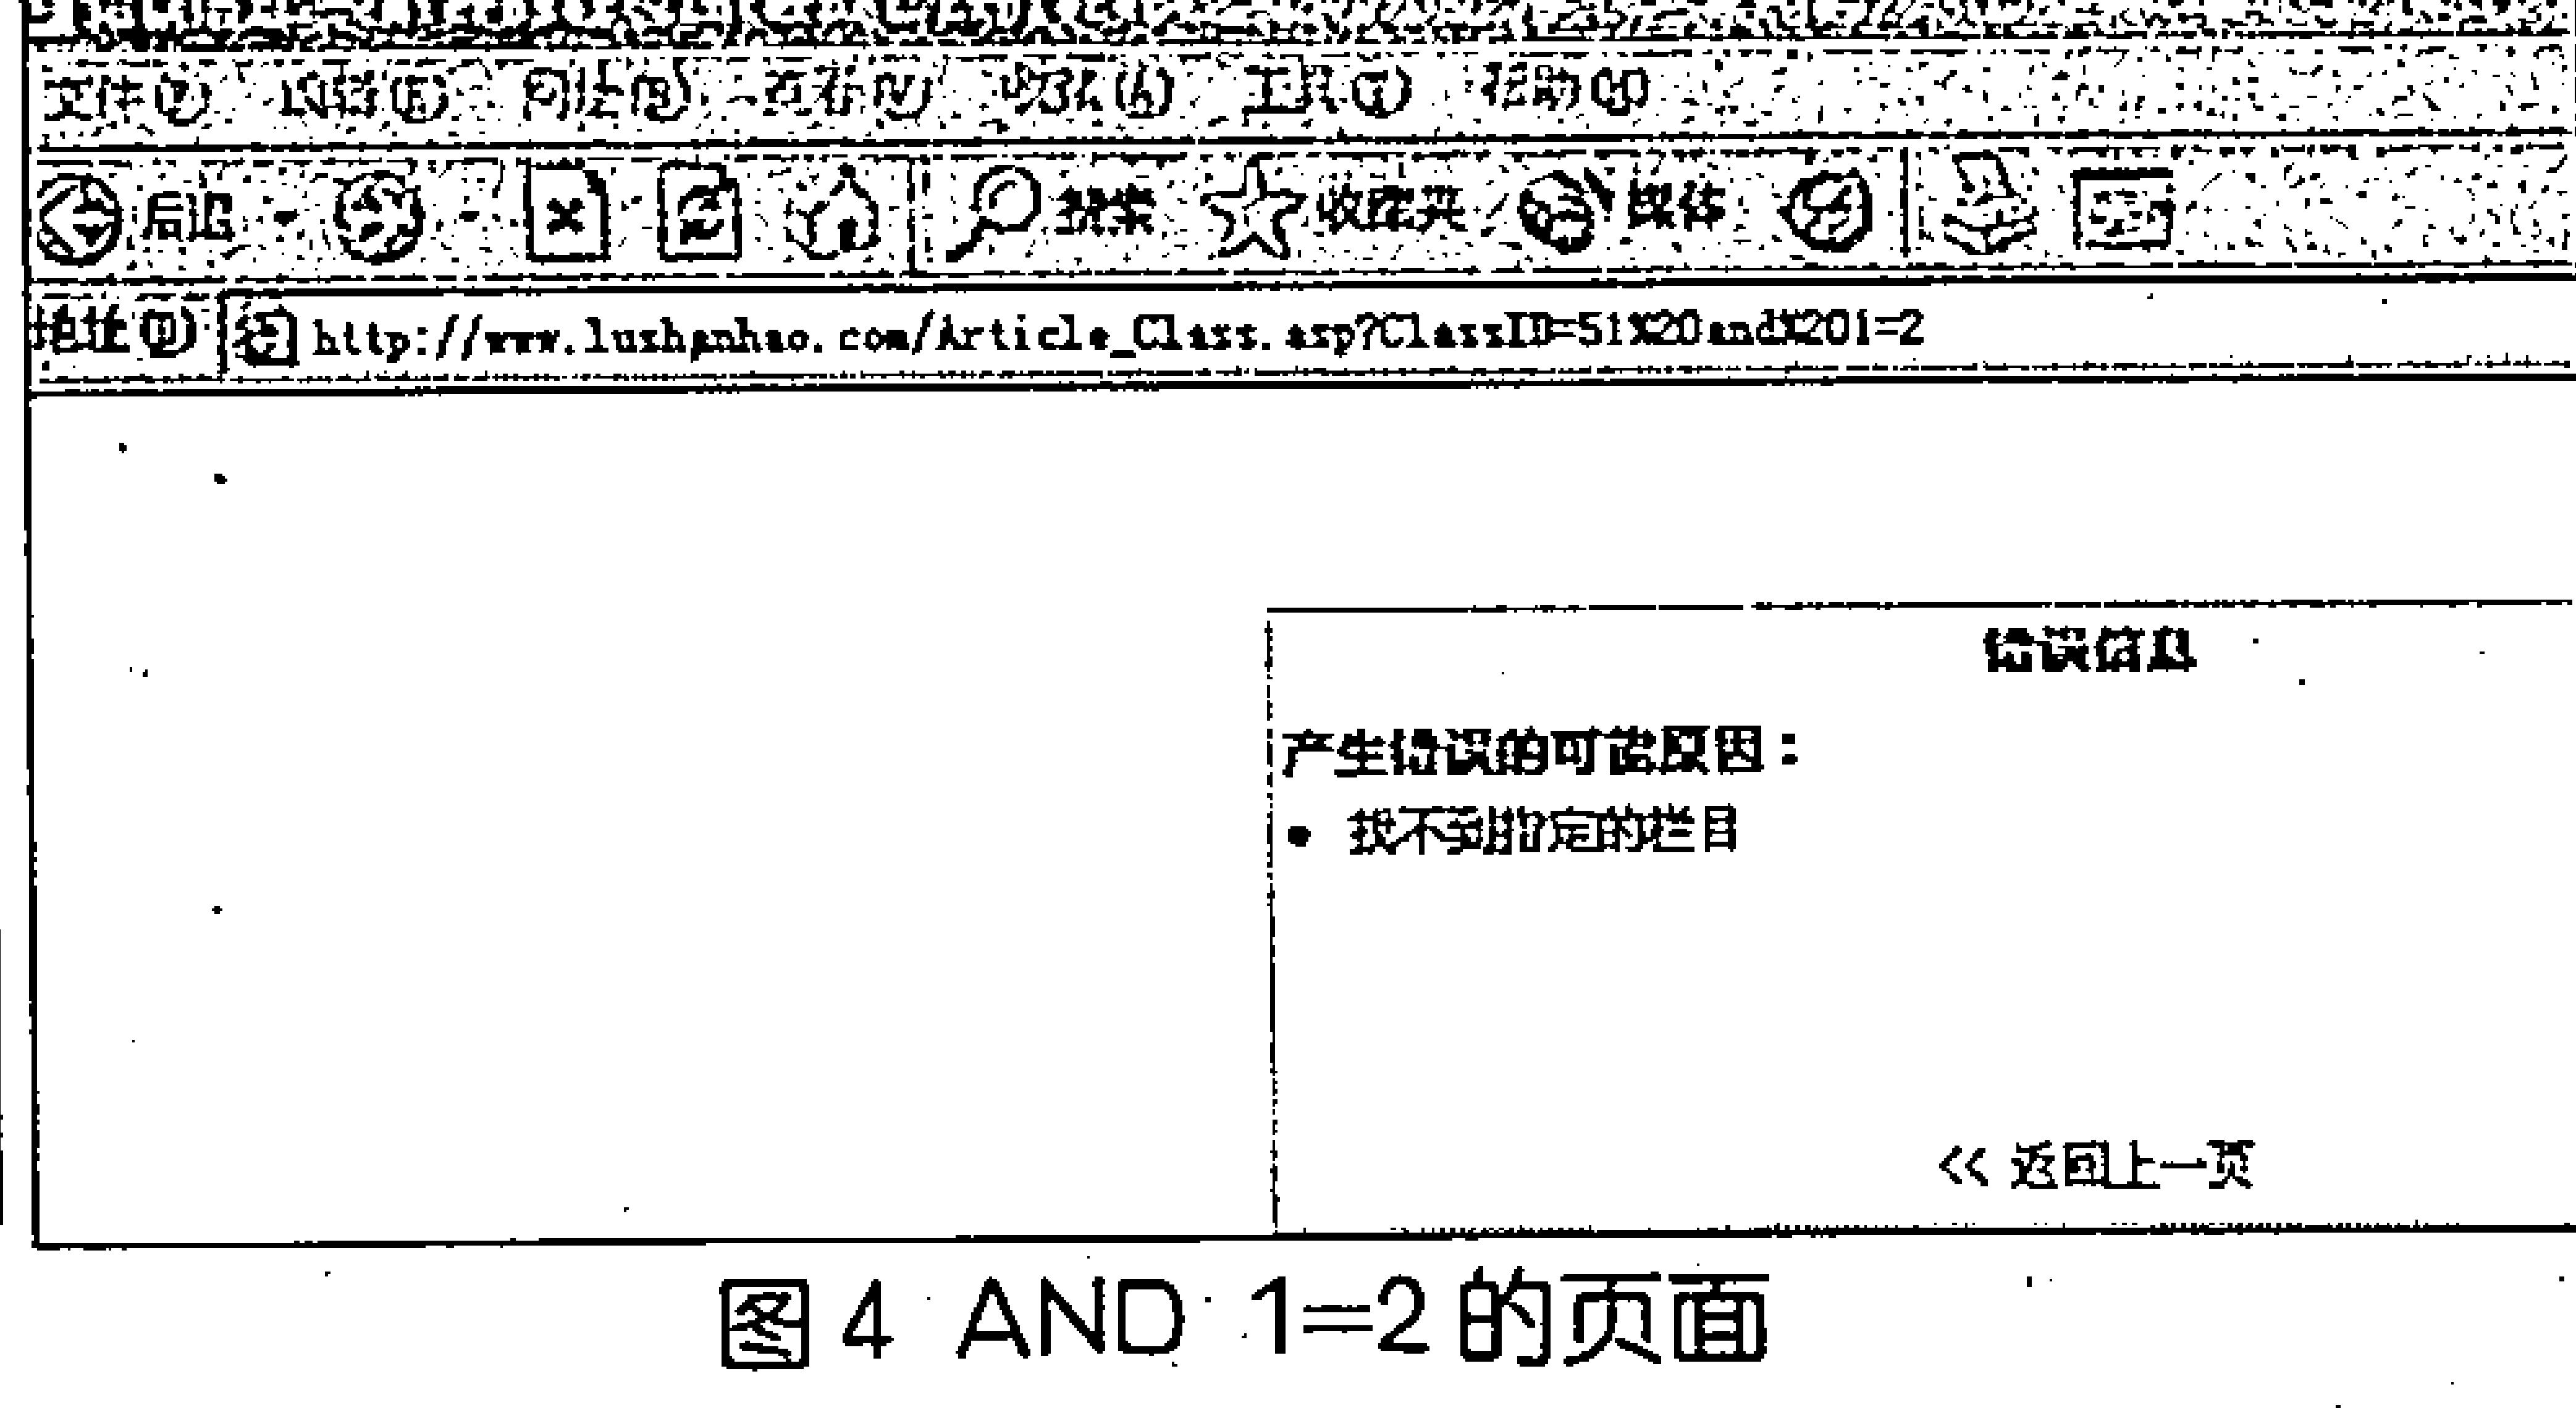 文件(F) 编辑(E) 查看(V) 收藏(A) 工具(T) 帮助(H)
后退 搜索 收藏夹 媒体
地址(D) http://www.lushanhao.com/Article_Class.asp?ClassID=51%20and%201=2
错误信息
产生错误的可能原因：
• 找不到指定的栏目
<< 返回上一页
图4 AND 1=2的页面